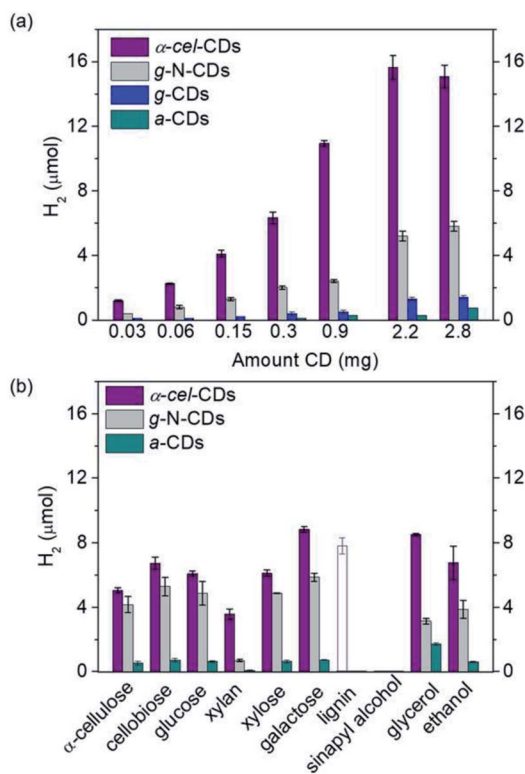 (a)
α-cel-CDs
g-N-CDs
g-CDs
a-CDs
16
12
8
4
0
H₂ (μmol)
16
12
8
4
0
0.03 0.06 0.15 0.3 0.9 2.2 2.8
Amount CD (mg)
(b)
α-cel-CDs
g-N-CDs
a-CDs
16
12
8
4
0
H₂ (μmol)
16
12
8
4
0
α-cellulose
cellobiose
glucose
xylan
xylose
galactose
lignin
sinapyl alcohol
glycerol
ethanol